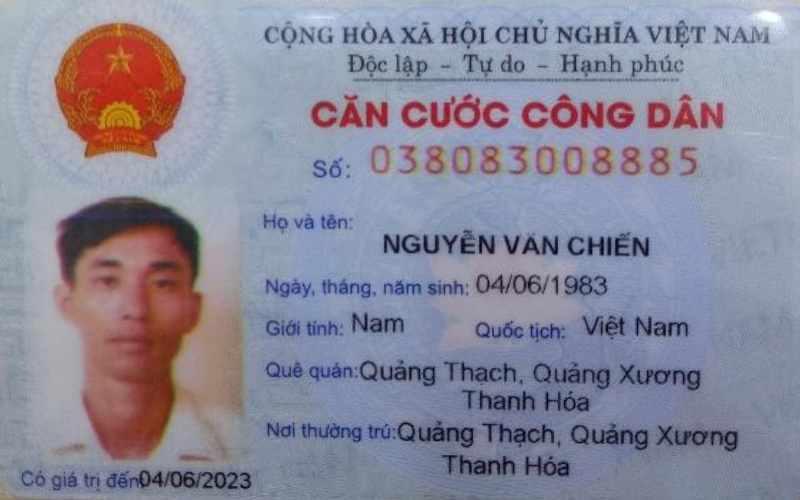 CỘNG HÒA XÃ HỘI CHỦ NGHĨA VIỆT NAM
Độc lập - Tự do - Hạnh phúc
CĂN CƯỚC CÔNG DÂN
Số: 038083008885
Họ và tên:
NGUYỄN VĂN CHIẾN
Ngày, tháng, năm sinh: 04/06/1983
Giới tính: Nam Quốc tịch: Việt Nam
Quê quán: Quảng Thạch, Quảng Xương
Thanh Hóa
Nơi thường trú: Quảng Thạch, Quảng Xương
Thanh Hóa
Có giá trị đến 04/06/2023